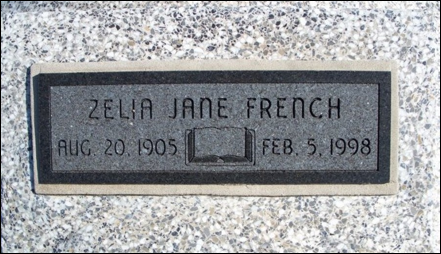 ZELIA JANE FRENCH
AUG. 20, 1905 FEB. 5, 1998